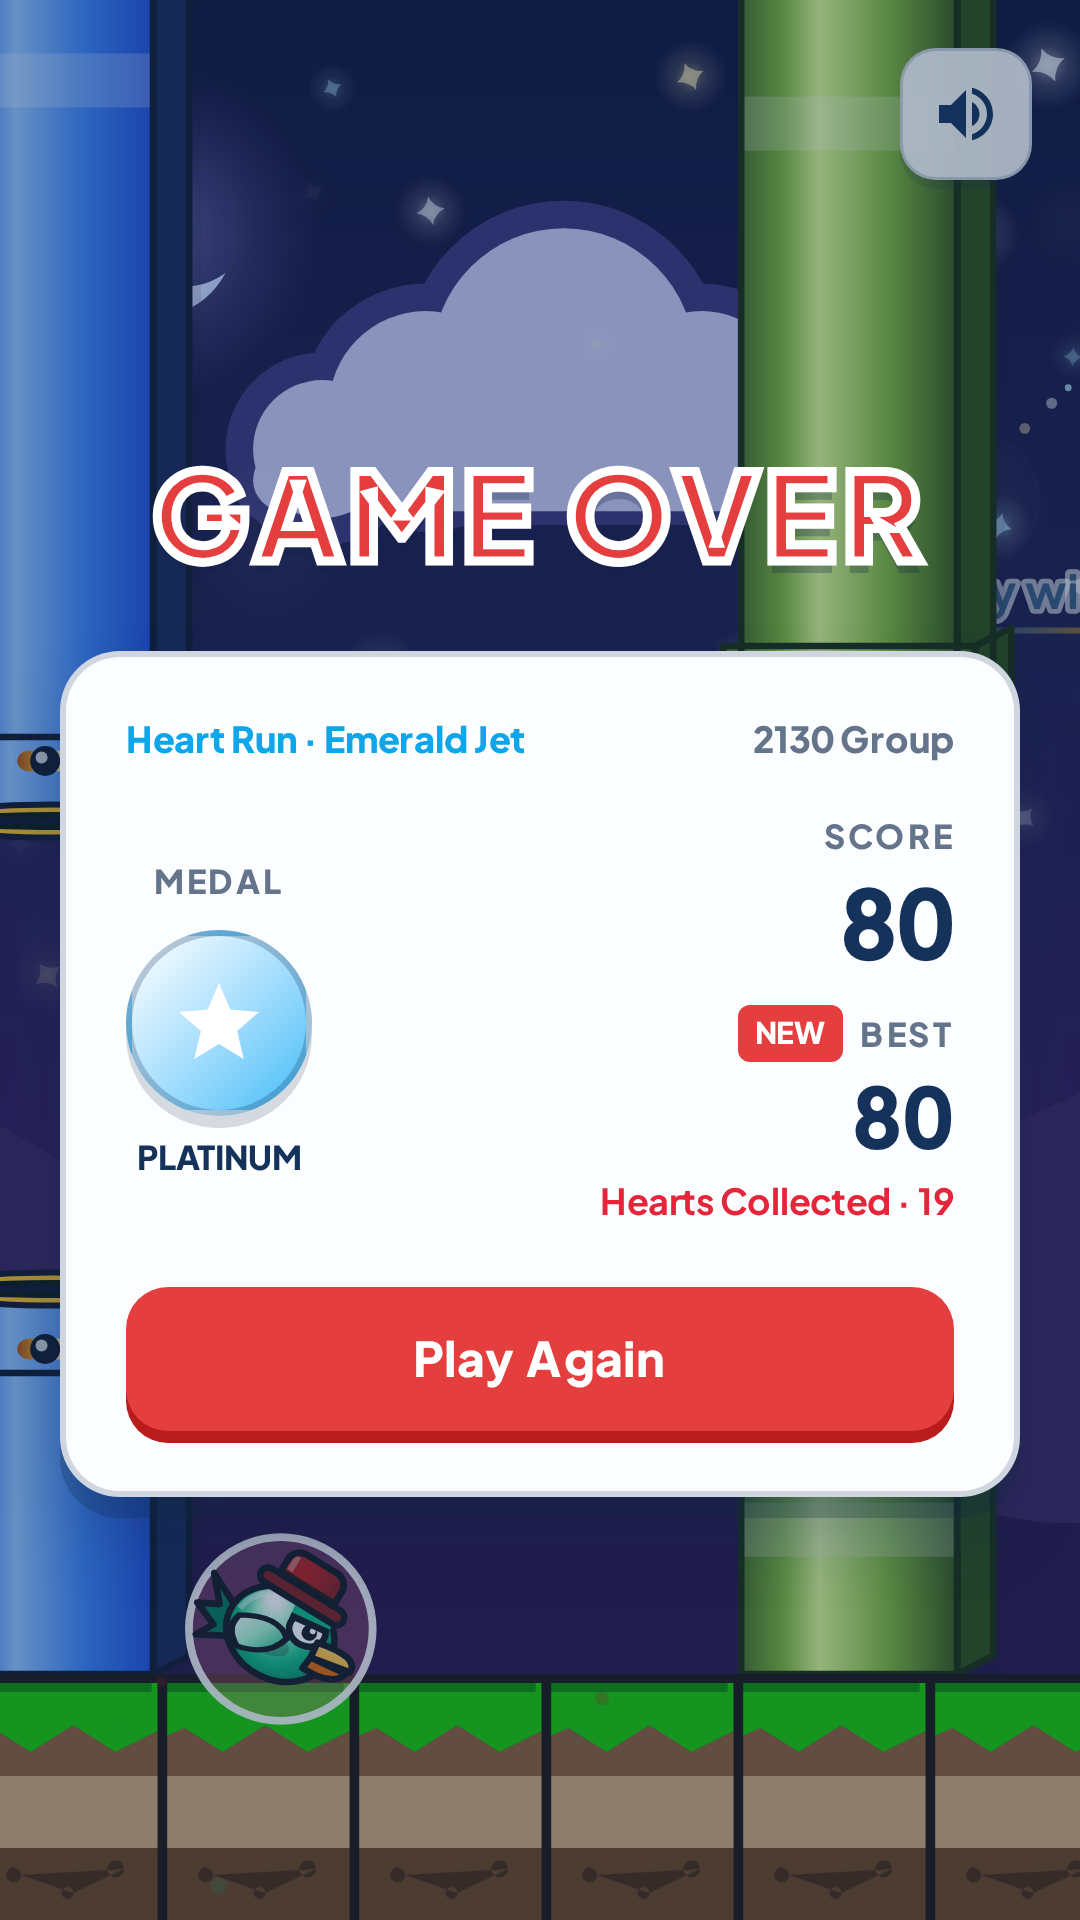 GAME OVER
Heart Run · Emerald Jet
2130 Group
MEDAL
PLATINUM
SCORE
80
NEW BEST
80
Hearts Collected · 19
Play Again